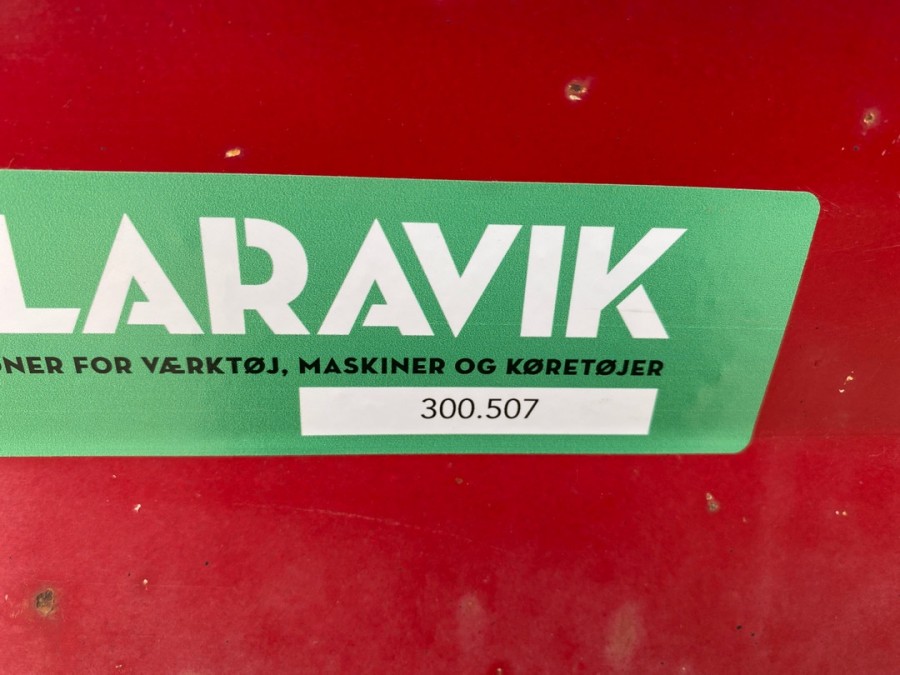 LARAVIK
ONER FOR VÆRKTØJ, MASKINER OG KØRETØJER
300.507